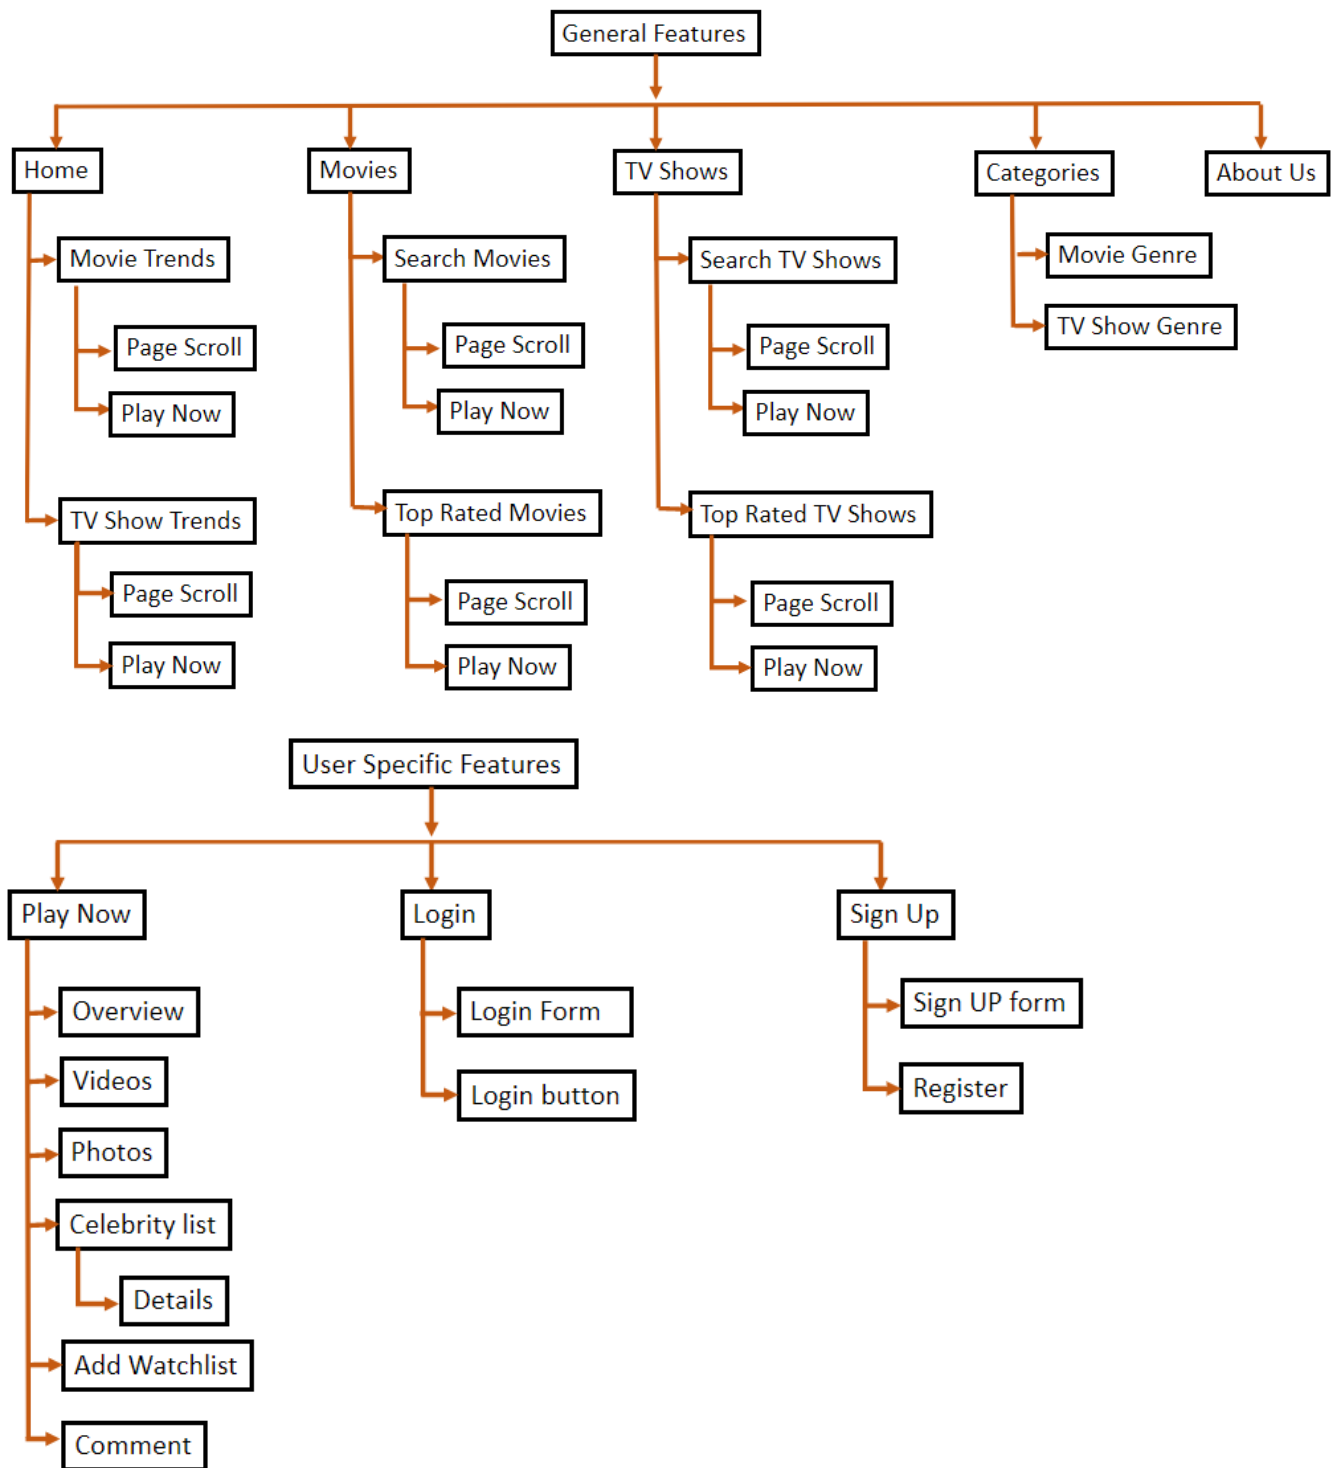 General Features
Home
Movies
TV Shows
Categories
About Us
Movie Trends
Page Scroll
Play Now
TV Show Trends
Page Scroll
Play Now
Search Movies
Page Scroll
Play Now
Top Rated Movies
Page Scroll
Play Now
Search TV Shows
Page Scroll
Play Now
Top Rated TV Shows
Page Scroll
Play Now
Movie Genre
TV Show Genre
User Specific Features
Play Now
Login
Sign Up
Overview
Videos
Photos
Celebrity list
Details
Add Watchlist
Comment
Login Form
Login button
Sign UP form
Register